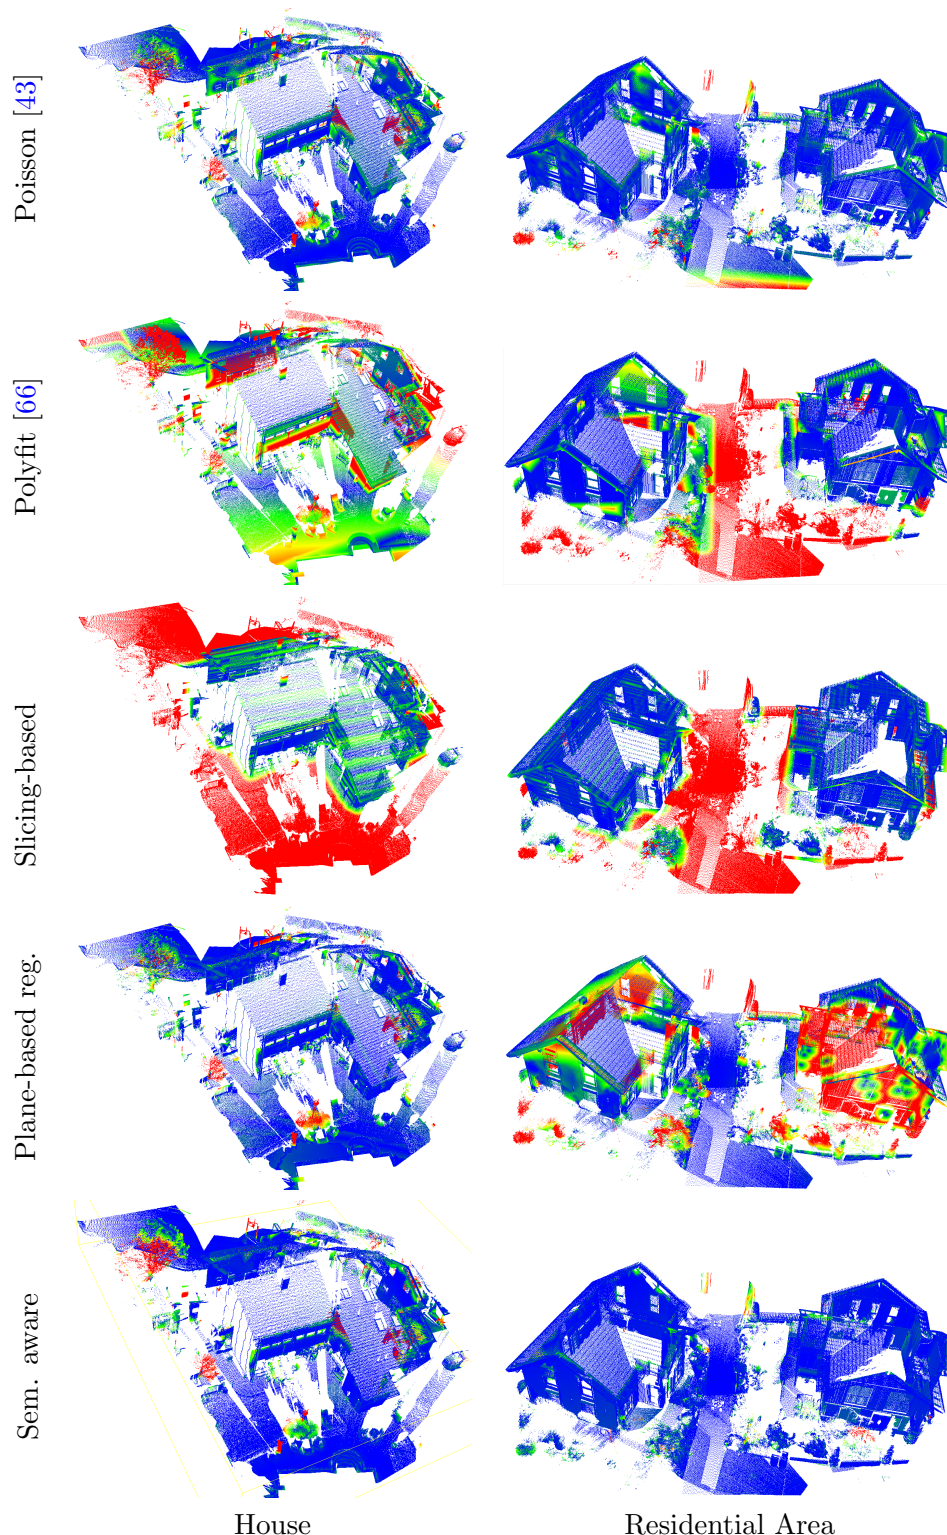 Poisson [43]
Polyfit [66]
Slicing-based
Plane-based reg.
Sem. aware
House
Residential Area